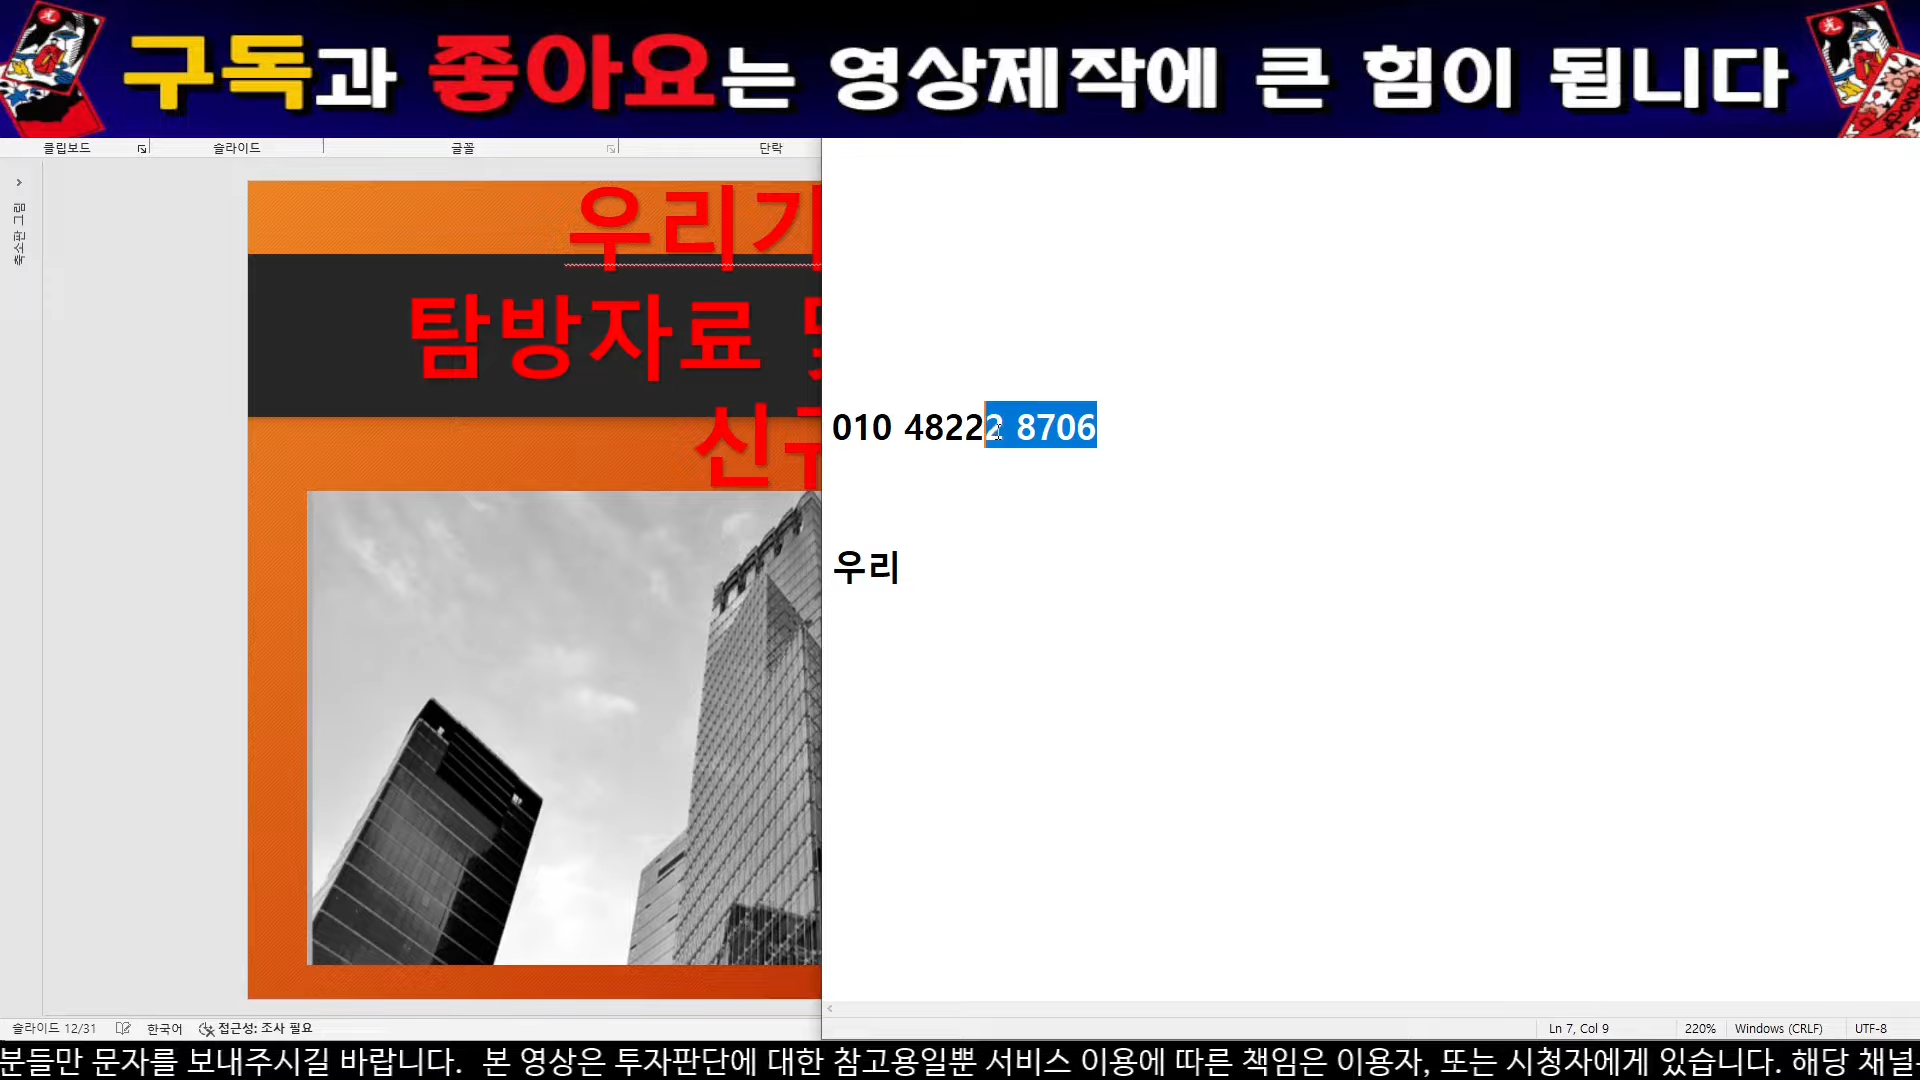 구독과 좋아요는 영상제작에 큰 힘이 됩니다
클립보드 슬라이드 글꼴 단락
축소판 그림
우리기
탐방자료
신규
010 48222 8706
우리
슬라이드 12/31 한국어 접근성: 조사 필요
Ln 7, Col 9 220% Windows (CRLF) UTF-8
분들만 문자를 보내주시길 바랍니다. 본 영상은 투자판단에 대한 참고용일뿐 서비스 이용에 따른 책임은 이용자, 또는 시청자에게 있습니다. 해당 채널